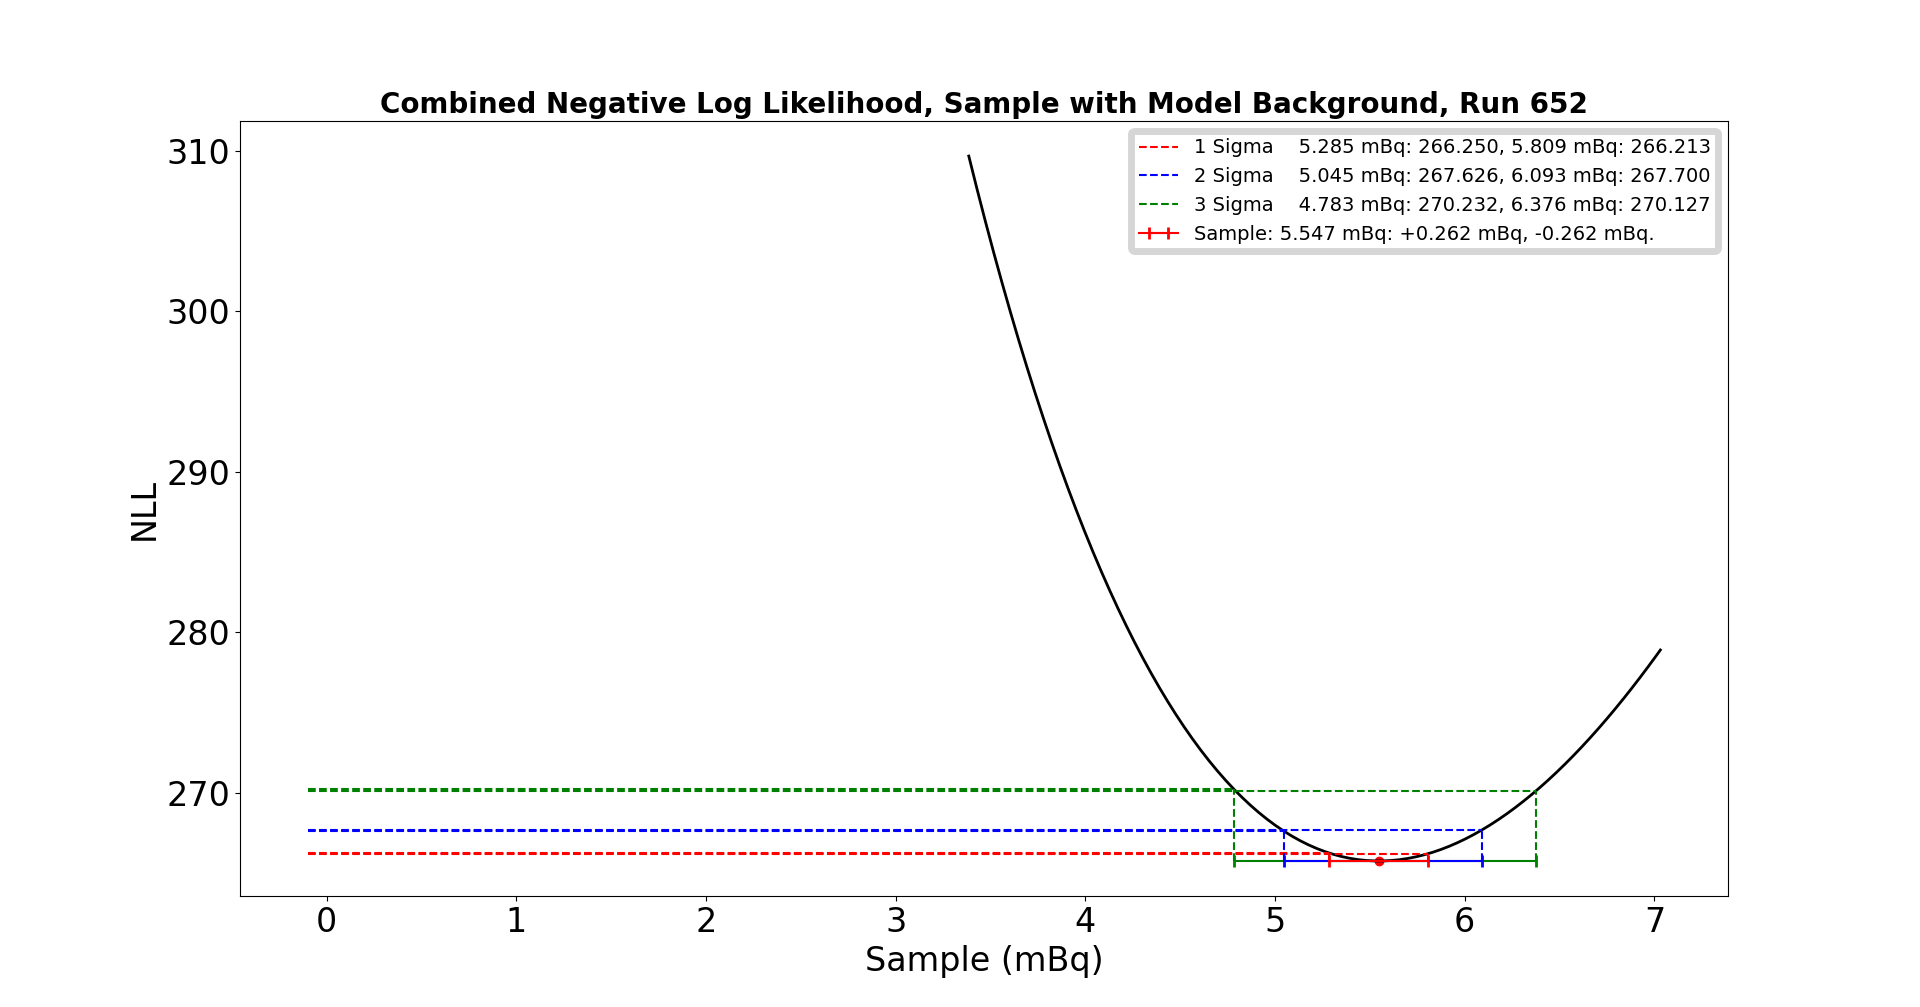 Combined Negative Log Likelihood, Sample with Model Background, Run 652
1 Sigma    5.285 mBq: 266.250, 5.809 mBq: 266.213
2 Sigma    5.045 mBq: 267.626, 6.093 mBq: 267.700
3 Sigma    4.783 mBq: 270.232, 6.376 mBq: 270.127
Sample: 5.547 mBq: +0.262 mBq, -0.262 mBq.
310
300
290
280
270
NLL
0 1 2 3 4 5 6 7
Sample (mBq)